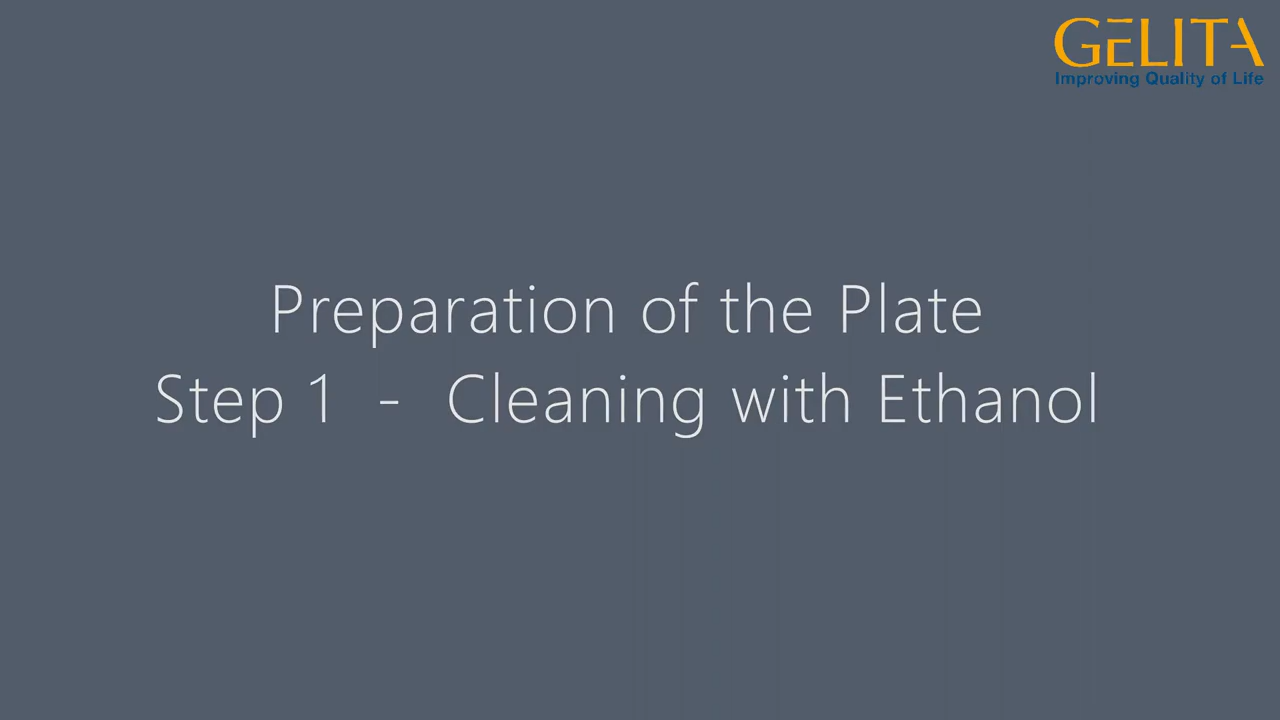 GELITA
Improving Quality of Life
Preparation of the Plate
Step 1 - Cleaning with Ethanol